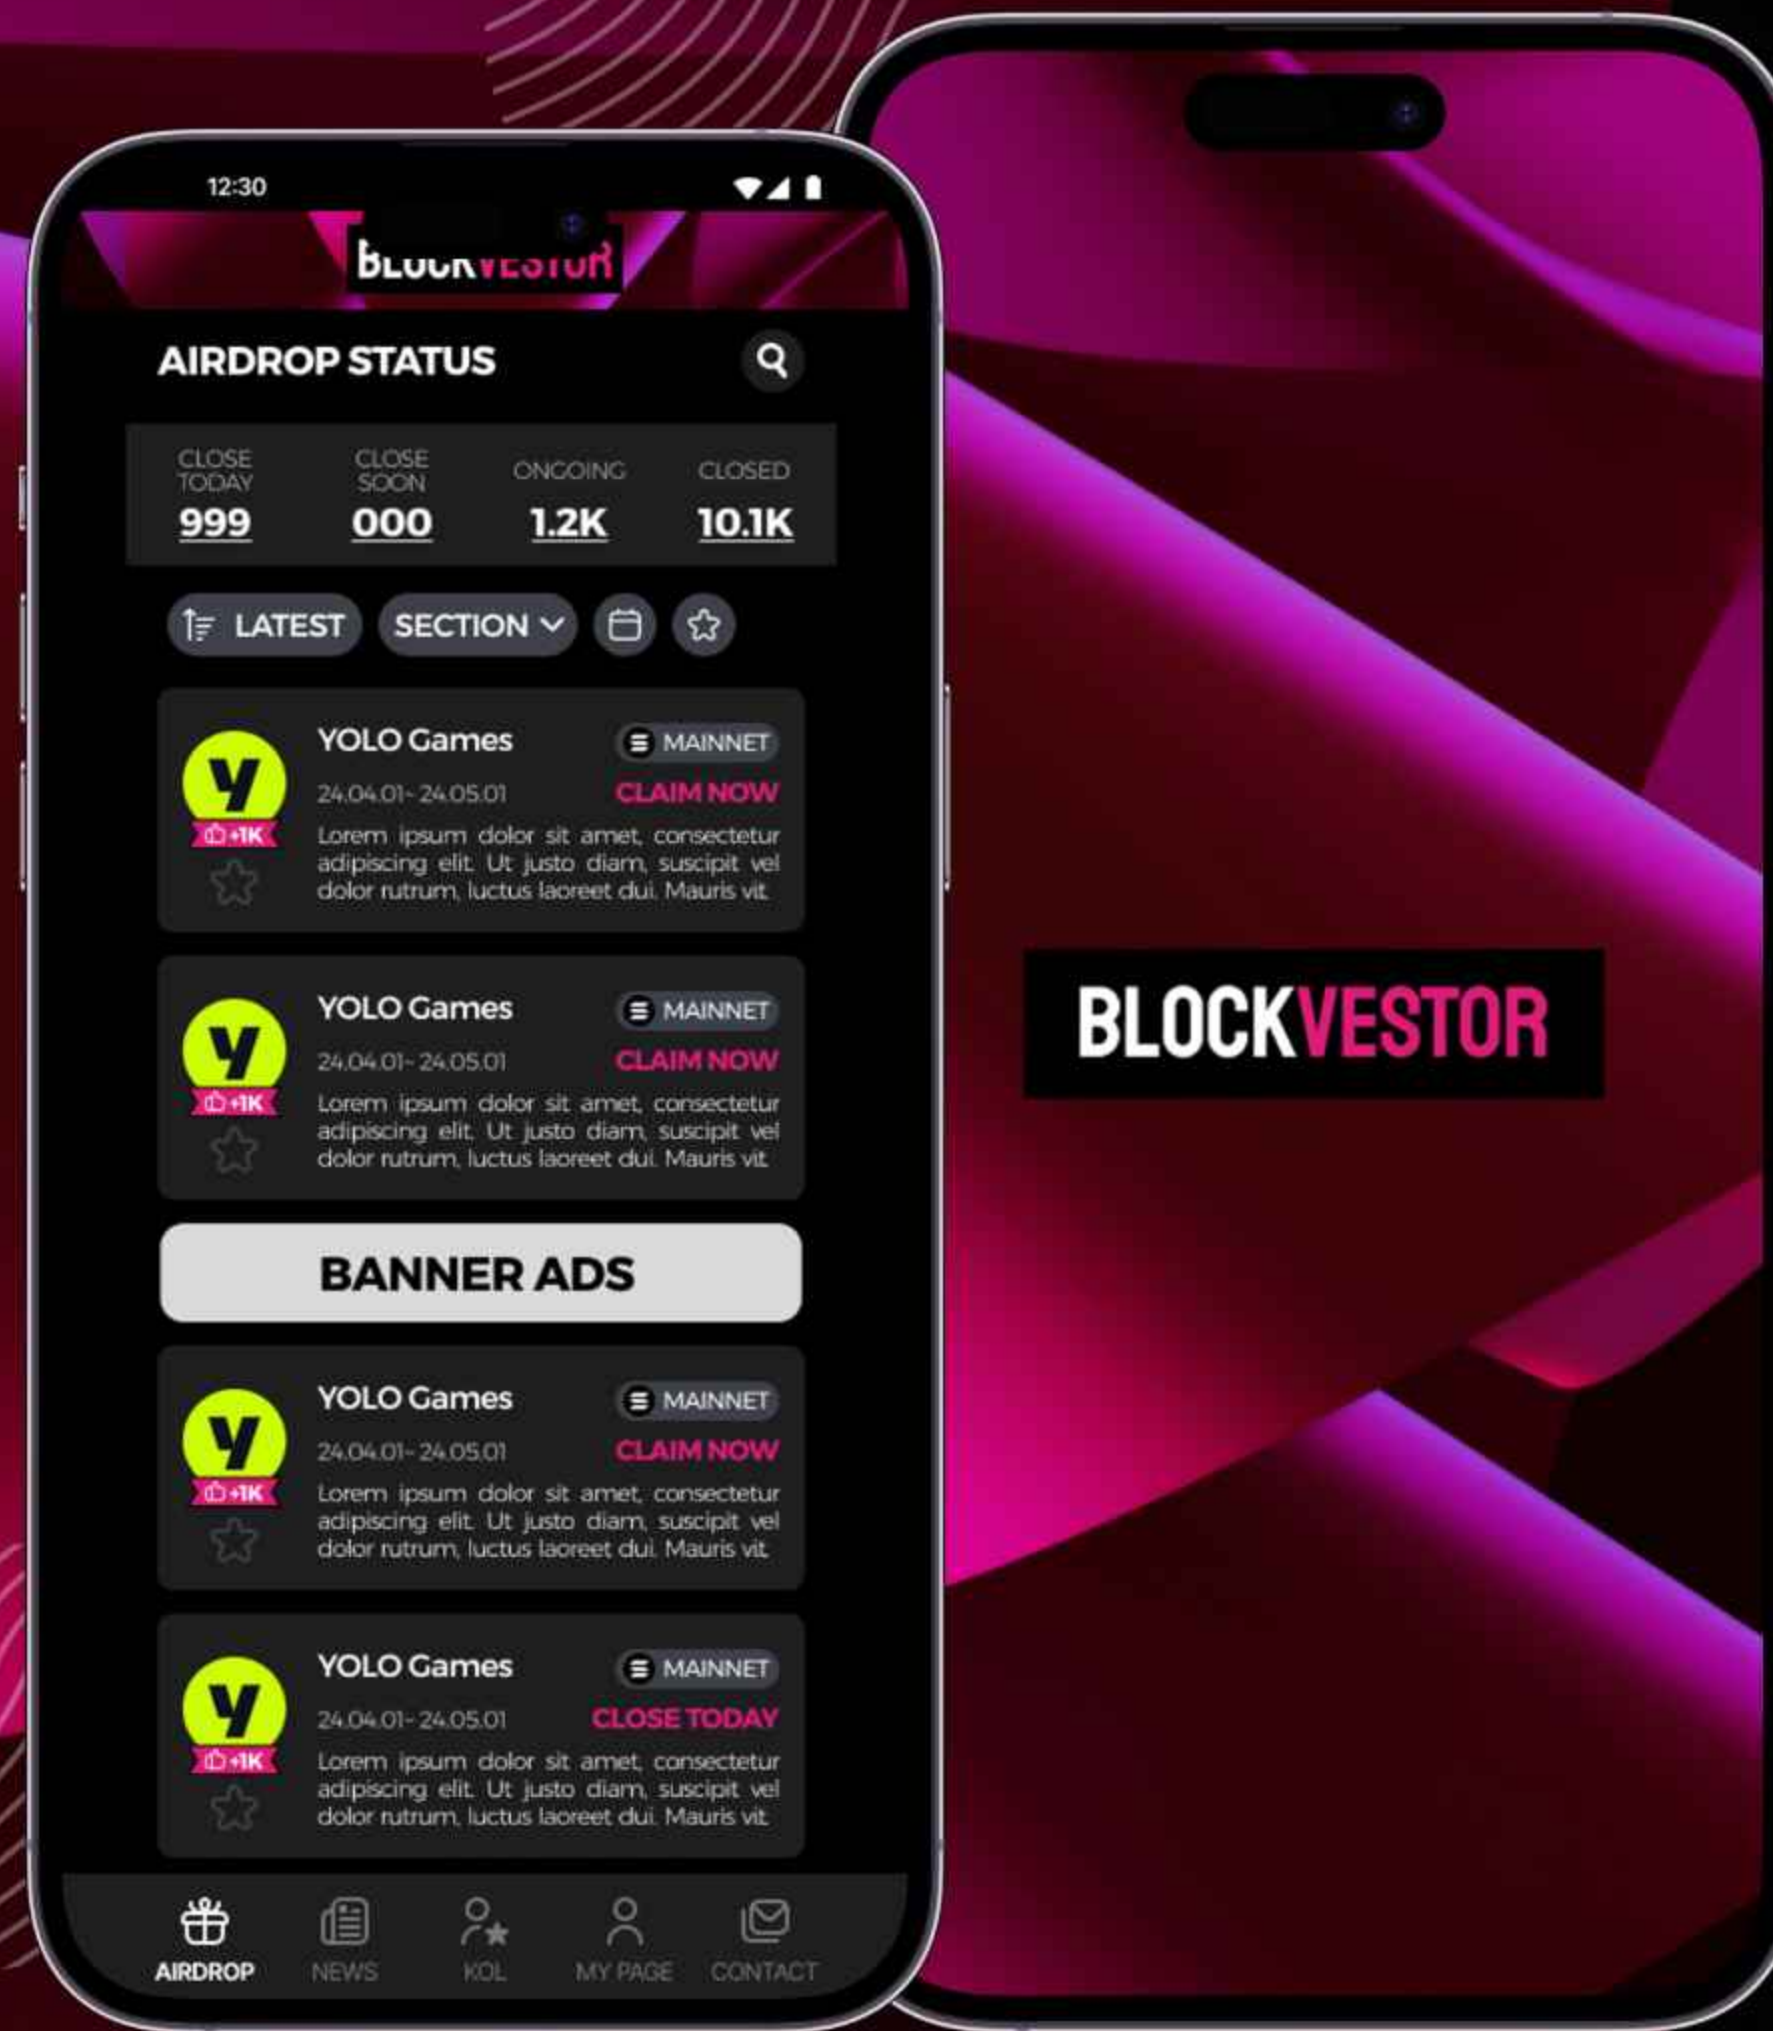 12:30
BLOCKVESTOR
AIRDROP STATUS
CLOSE TODAY
999
CLOSE SOON
000
ONGOING
1.2K
CLOSED
10.1K
LATEST SECTION
YOLO Games MAINNET
24.04.01~ 24.05.01 CLAIM NOW
+1K
Lorem ipsum dolor sit amet, consectetur
adipiscing elit. Ut justo diam, suscipit vel
dolor rutrum, luctus laoreet dui. Mauris vit.
YOLO Games MAINNET
24.04.01~ 24.05.01 CLAIM NOW
+1K
Lorem ipsum dolor sit amet, consectetur
adipiscing elit. Ut justo diam, suscipit vel
dolor rutrum, luctus laoreet dui. Mauris vit.
BANNER ADS
YOLO Games MAINNET
24.04.01~ 24.05.01 CLAIM NOW
+1K
Lorem ipsum dolor sit amet, consectetur
adipiscing elit. Ut justo diam, suscipit vel
dolor rutrum, luctus laoreet dui. Mauris vit.
YOLO Games MAINNET
24.04.01~ 24.05.01 CLOSE TODAY
+1K
Lorem ipsum dolor sit amet, consectetur
adipiscing elit. Ut justo diam, suscipit vel
dolor rutrum, luctus laoreet dui. Mauris vit.
AIRDROP NEWS KOL MY PAGE CONTACT
BLOCKVESTOR